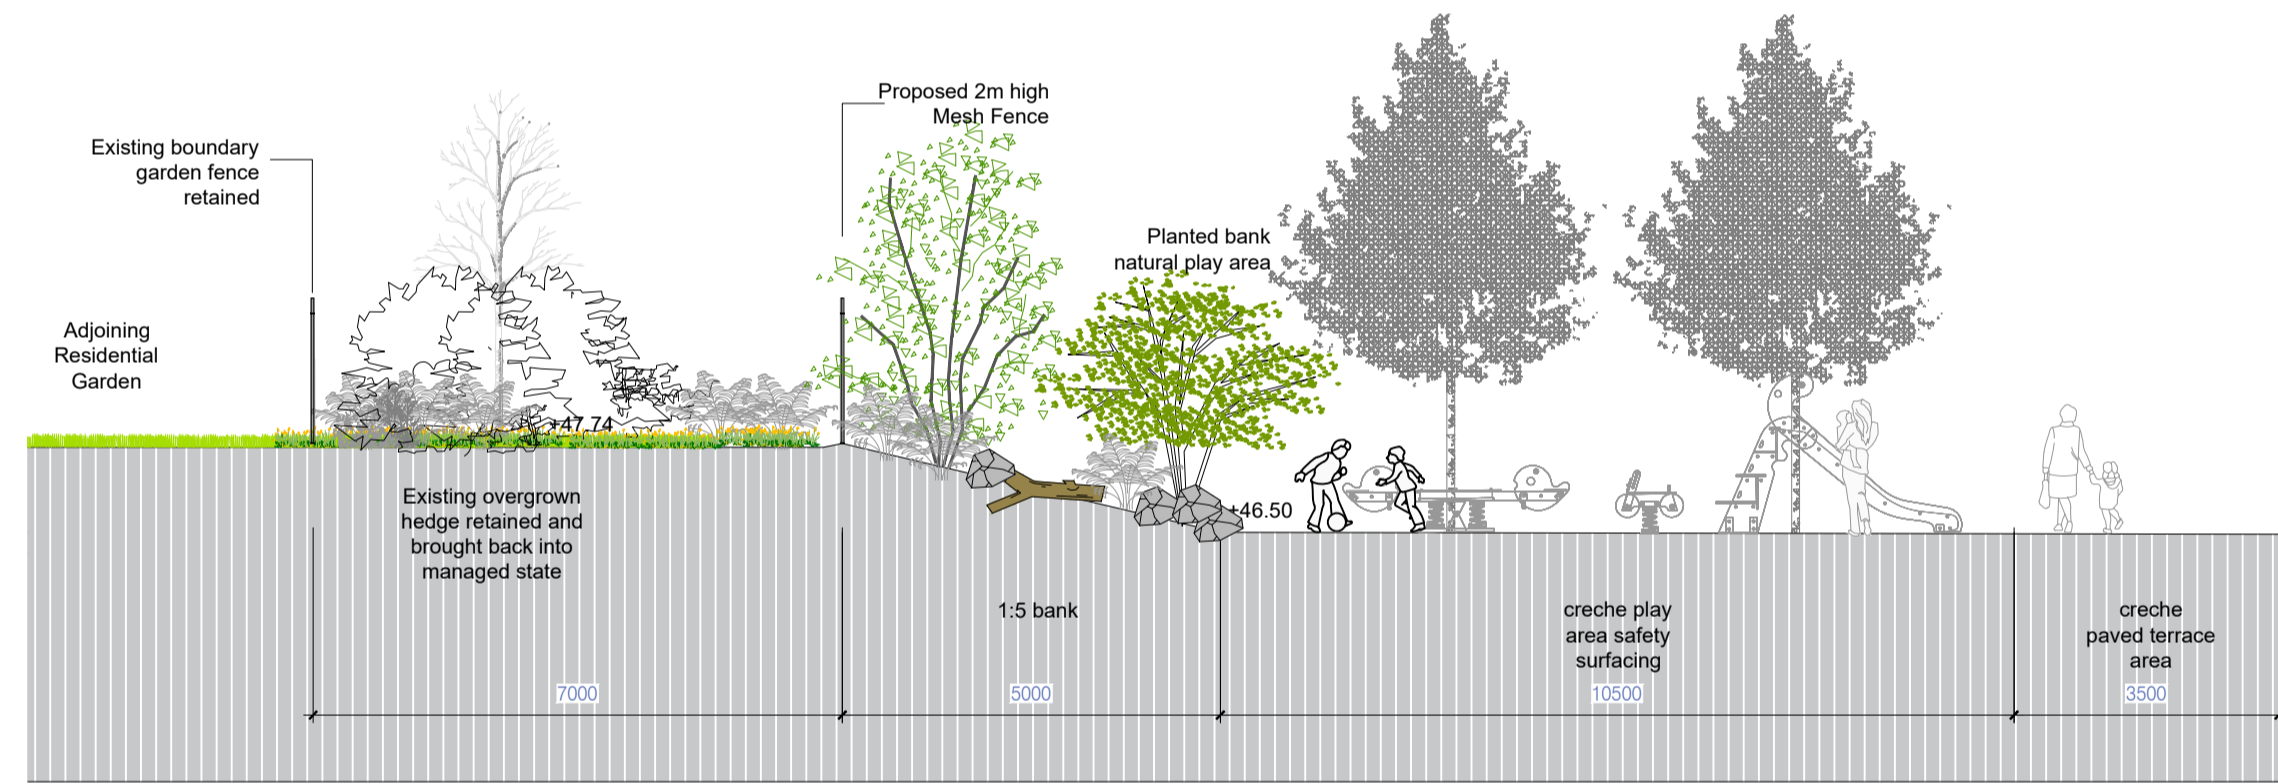 Existing boundary
garden fence
retained
Proposed 2m high
Mesh Fence
Planted bank
natural play area
Adjoining
Residential
Garden
+47.74
+46.50
Existing overgrown
hedge retained and
brought back into
managed state
1:5 bank
creche play
area safety
surfacing
creche
paved terrace
area
7000
5000
10500
3500